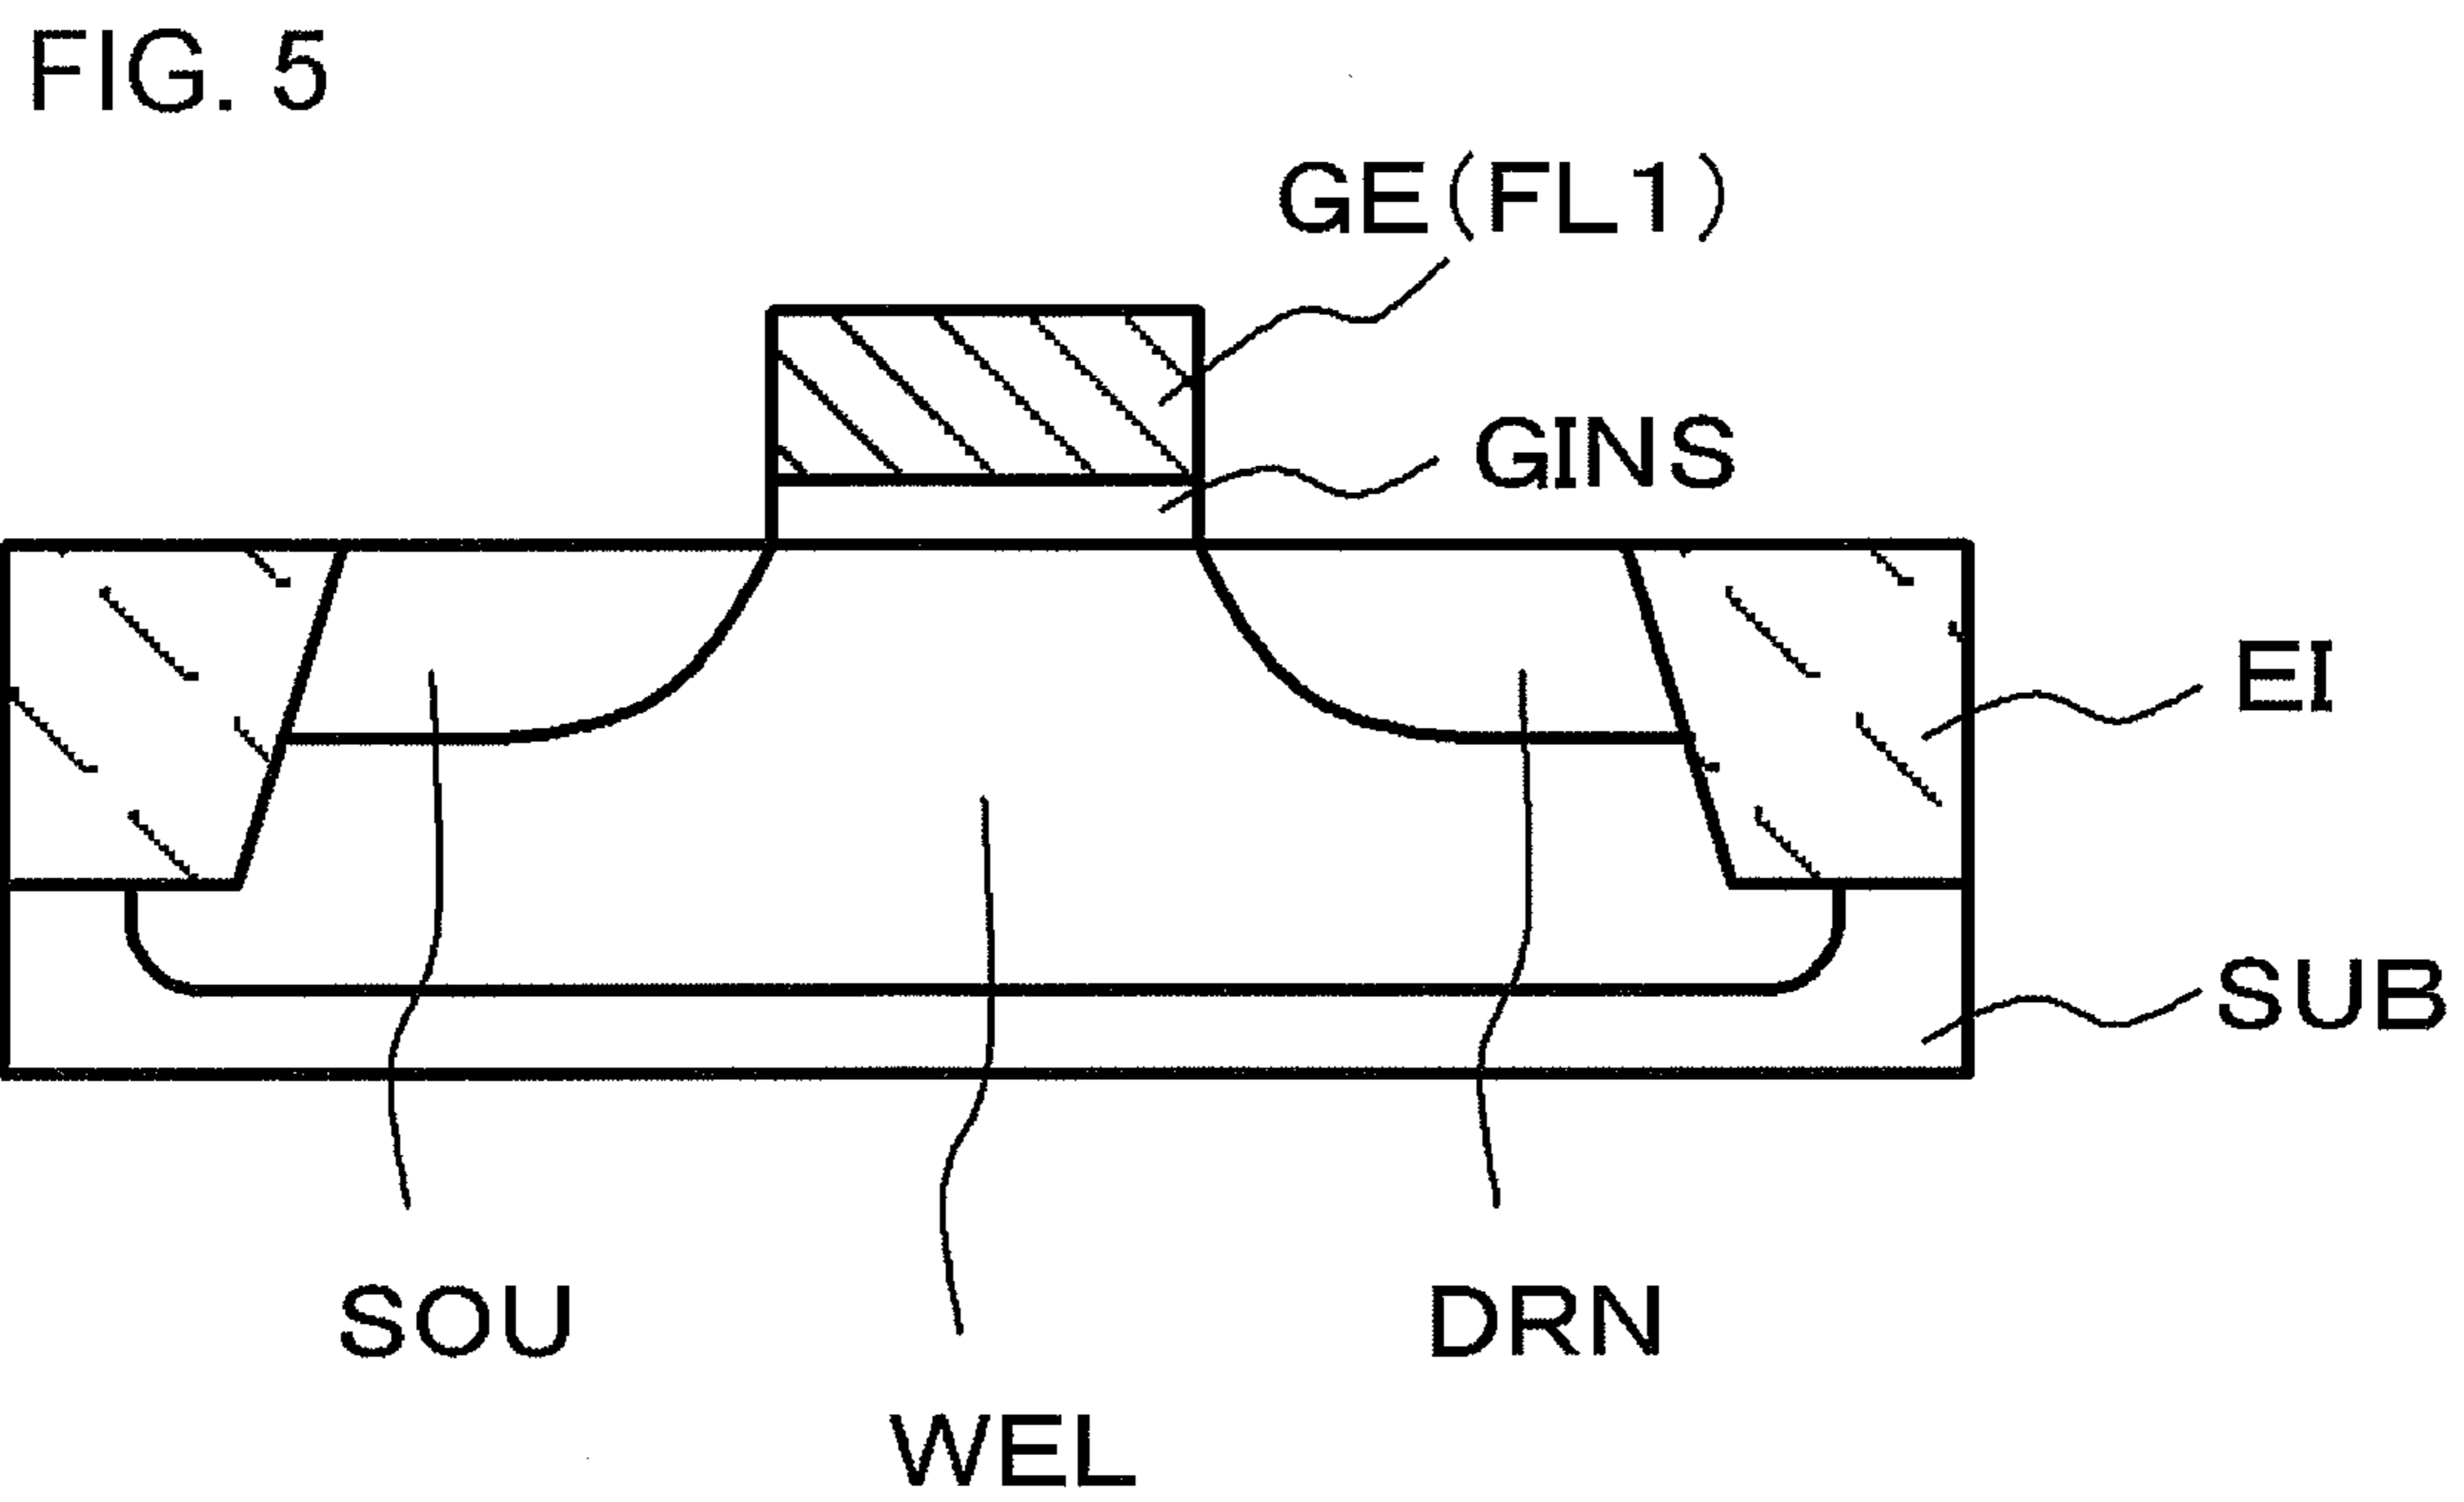 FIG. 5
GE(FL1)
GINS
EI
SUB
SOU
DRN
WEL